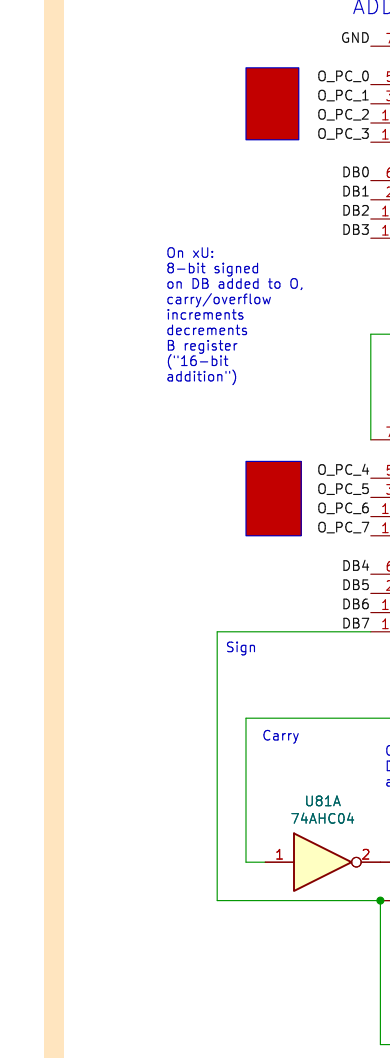 ADD
GND
O_PC_0
O_PC_1
O_PC_2
O_PC_3
DB0
DB1
DB2
DB3
On xU:
8-bit signed
on DB added to O,
carry/overflow
increments
decrements
B register
("16-bit
addition")
O_PC_4
O_PC_5
O_PC_6
O_PC_7
DB4
DB5
DB6
DB7
Sign
Carry
U81A
74AHC04
1 2